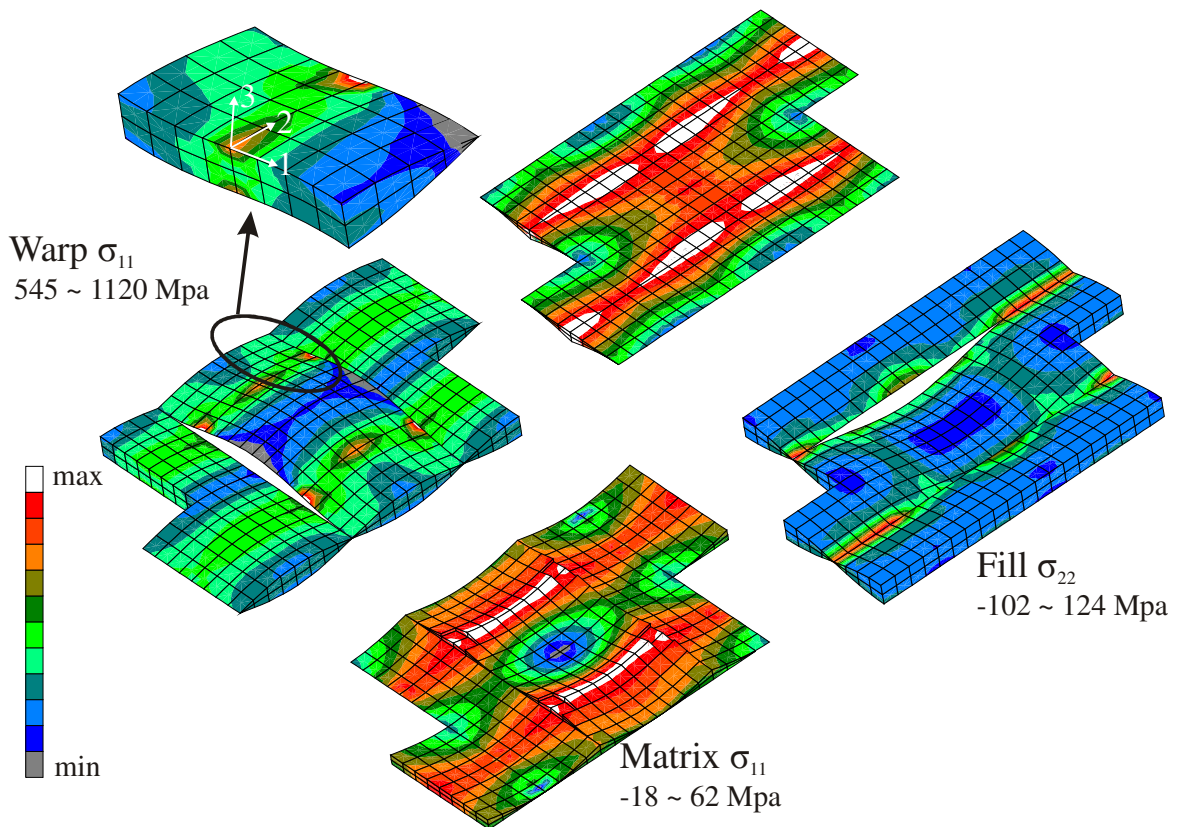 3
2
1
Warp σ₁₁
545 ~ 1120 Mpa
max
min
Fill σ₂₂
-102 ~ 124 Mpa
Matrix σ₁₁
-18 ~ 62 Mpa